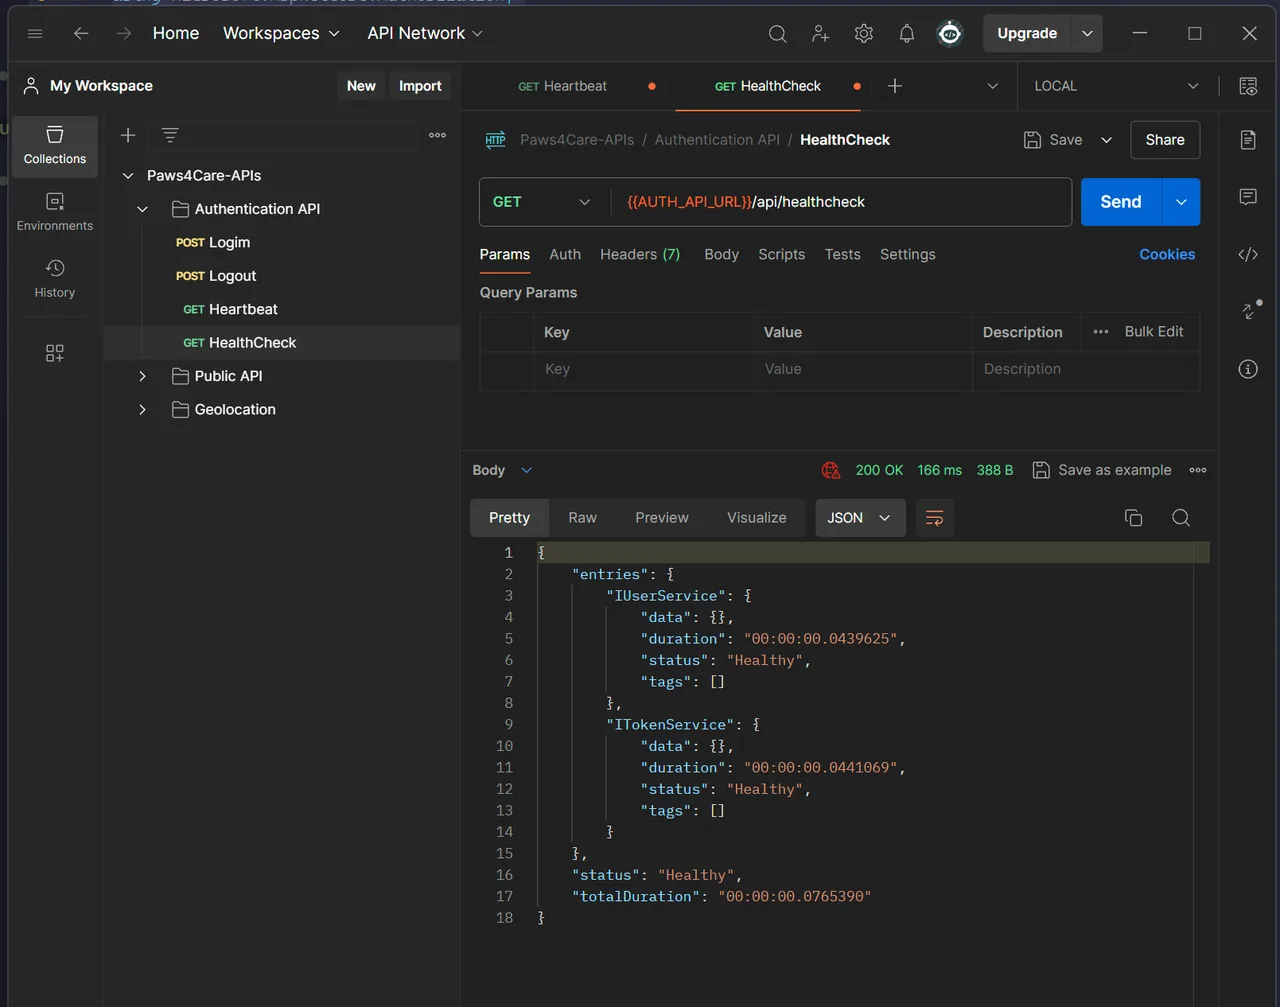 Home Workspaces API Network Upgrade
My Workspace New Import
GET Heartbeat GET HealthCheck LOCAL
Collections
Environments
History
Paws4Care-APIs
Authentication API
POST Logim
POST Logout
GET Heartbeat
GET HealthCheck
Public API
Geolocation
HTTP Paws4Care-APIs / Authentication API / HealthCheck Save Share
GET {{AUTH_API_URL}}/api/healthcheck Send
Params Auth Headers (7) Body Scripts Tests Settings Cookies
Query Params
Key Value Description Bulk Edit
Key Value Description
Body 200 OK 166 ms 388 B Save as example
Pretty Raw Preview Visualize JSON
1 {
2 "entries": {
3 "IUserService": {
4 "data": {},
5 "duration": "00:00:00.0439625",
6 "status": "Healthy",
7 "tags": []
8 },
9 "ITokenService": {
10 "data": {},
11 "duration": "00:00:00.0441069",
12 "status": "Healthy",
13 "tags": []
14 }
15 },
16 "status": "Healthy",
17 "totalDuration": "00:00:00.0765390"
18 }